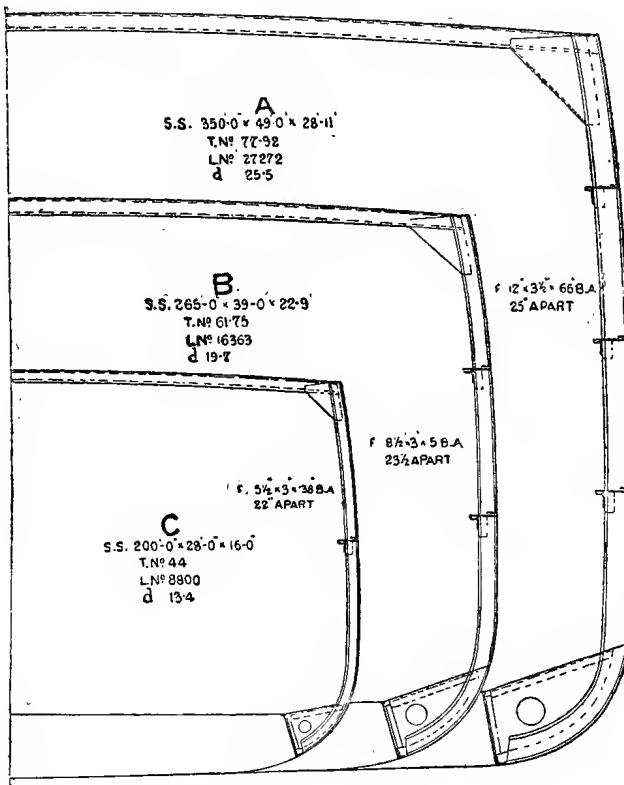 A
S.S. 350'-0" × 49'-0" × 28'-11"
T.Nº 77·92
L.Nº 27272
d 25·5
B
S.S. 265'-0" × 39'-0" × 22'-9"
T.Nº 61·75
L.Nº 16363
d 19·7
F 12" × 3½" × 66 B.A
25" APART
F 8½" × 3" × 5 B.A
23½ APART
F. 5½" × 3" × 38 B.A
22" APART
C
S.S. 200'-0" × 28'-0" × 16'-0"
T.Nº 44
L.Nº 8800
d 13·4